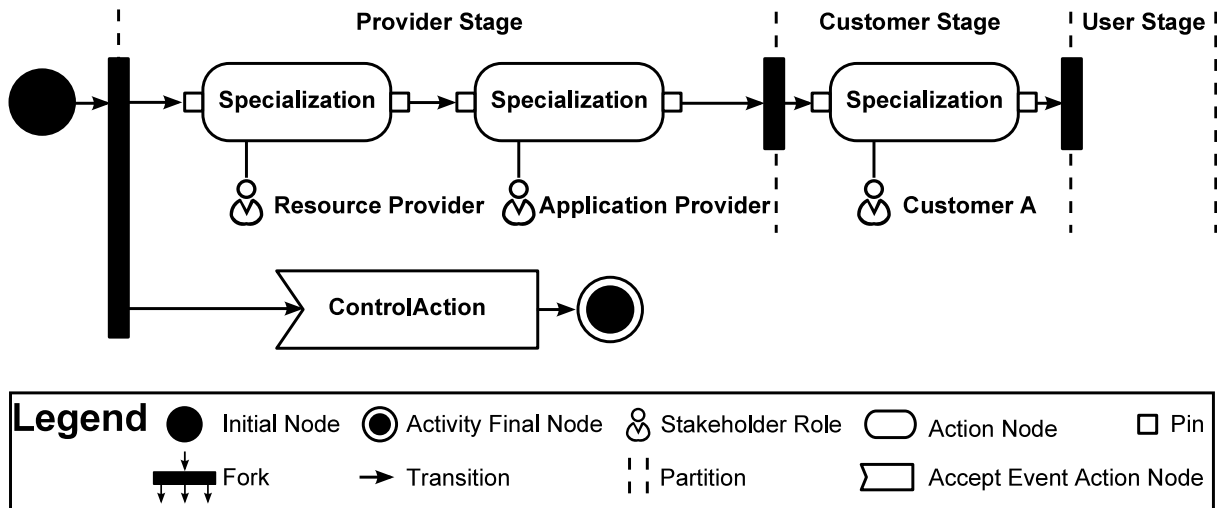 Provider Stage Customer Stage User Stage
Specialization Specialization Specialization
Resource Provider Application Provider Customer A
ControlAction
Legend Initial Node Activity Final Node Stakeholder Role Action Node Pin
Fork Transition Partition Accept Event Action Node